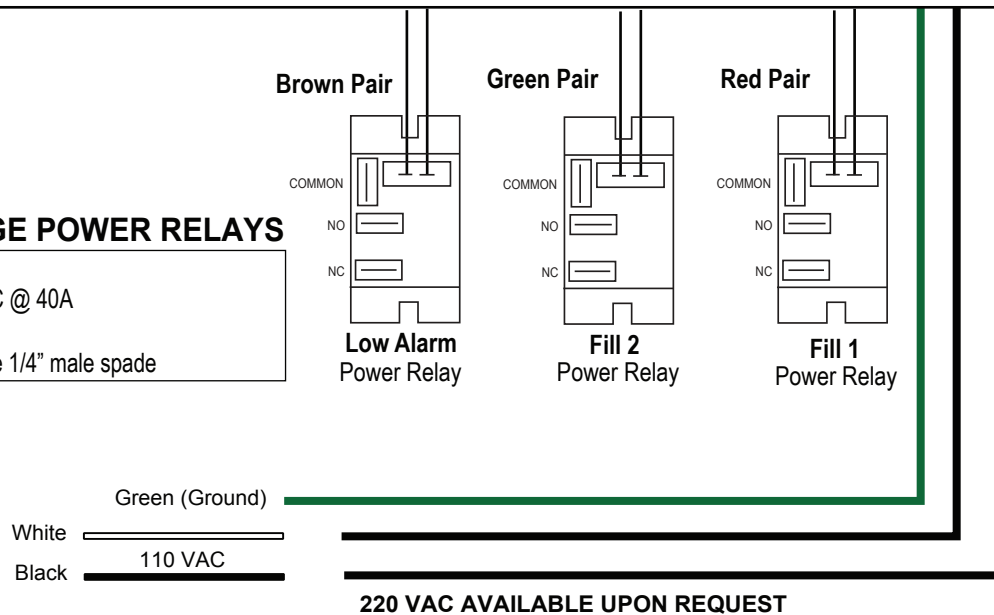 Brown Pair
Green Pair
Red Pair
COMMON
NO
NC
COMMON
NO
NC
COMMON
NO
NC
POWER RELAYS
@ 40A
1/4” male spade
Low Alarm
Power Relay
Fill 2
Power Relay
Fill 1
Power Relay
Green (Ground)
White
110 VAC
Black
220 VAC AVAILABLE UPON REQUEST